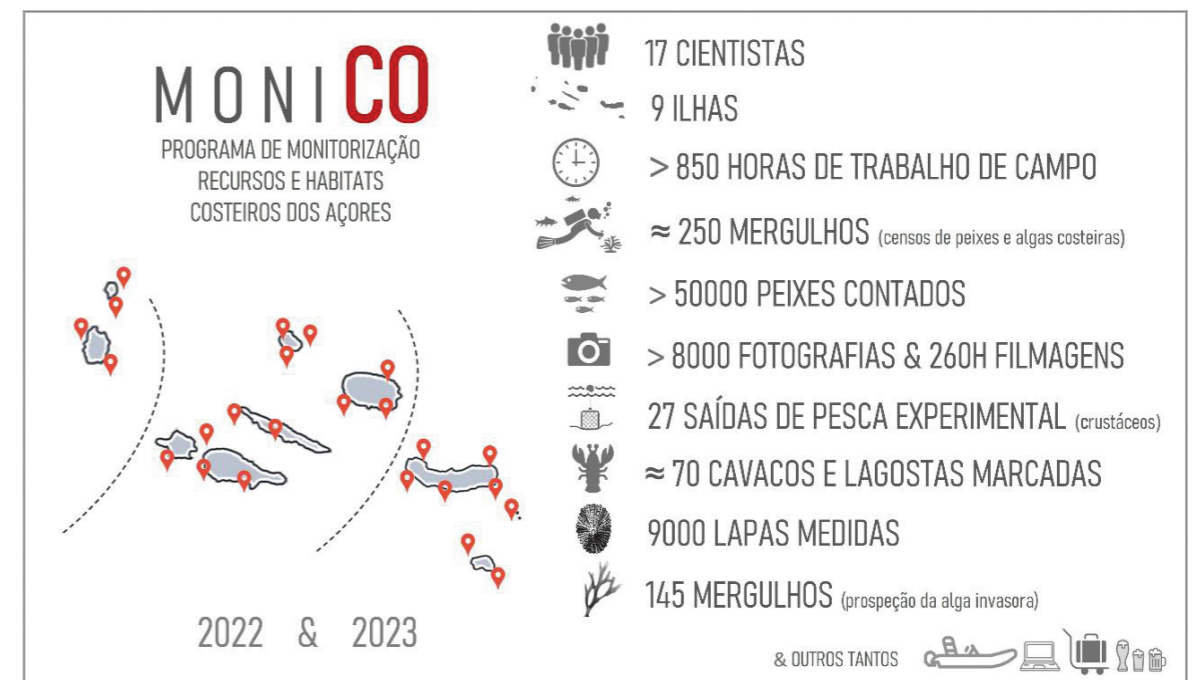 MONICO
PROGRAMA DE MONITORIZAÇÃO
RECURSOS E HABITATS
COSTEIROS DOS AÇORES
2022 & 2023
17 CIENTISTAS
9 ILHAS
> 850 HORAS DE TRABALHO DE CAMPO
≈ 250 MERGULHOS (censos de peixes e algas costeiras)
> 50000 PEIXES CONTADOS
> 8000 FOTOGRAFIAS & 260H FILMAGENS
27 SAÍDAS DE PESCA EXPERIMENTAL (crustáceos)
≈ 70 CAVACOS E LAGOSTAS MARCADAS
9000 LAPAS MEDIDAS
145 MERGULHOS (prospeção da alga invasora)
& OUTROS TANTOS